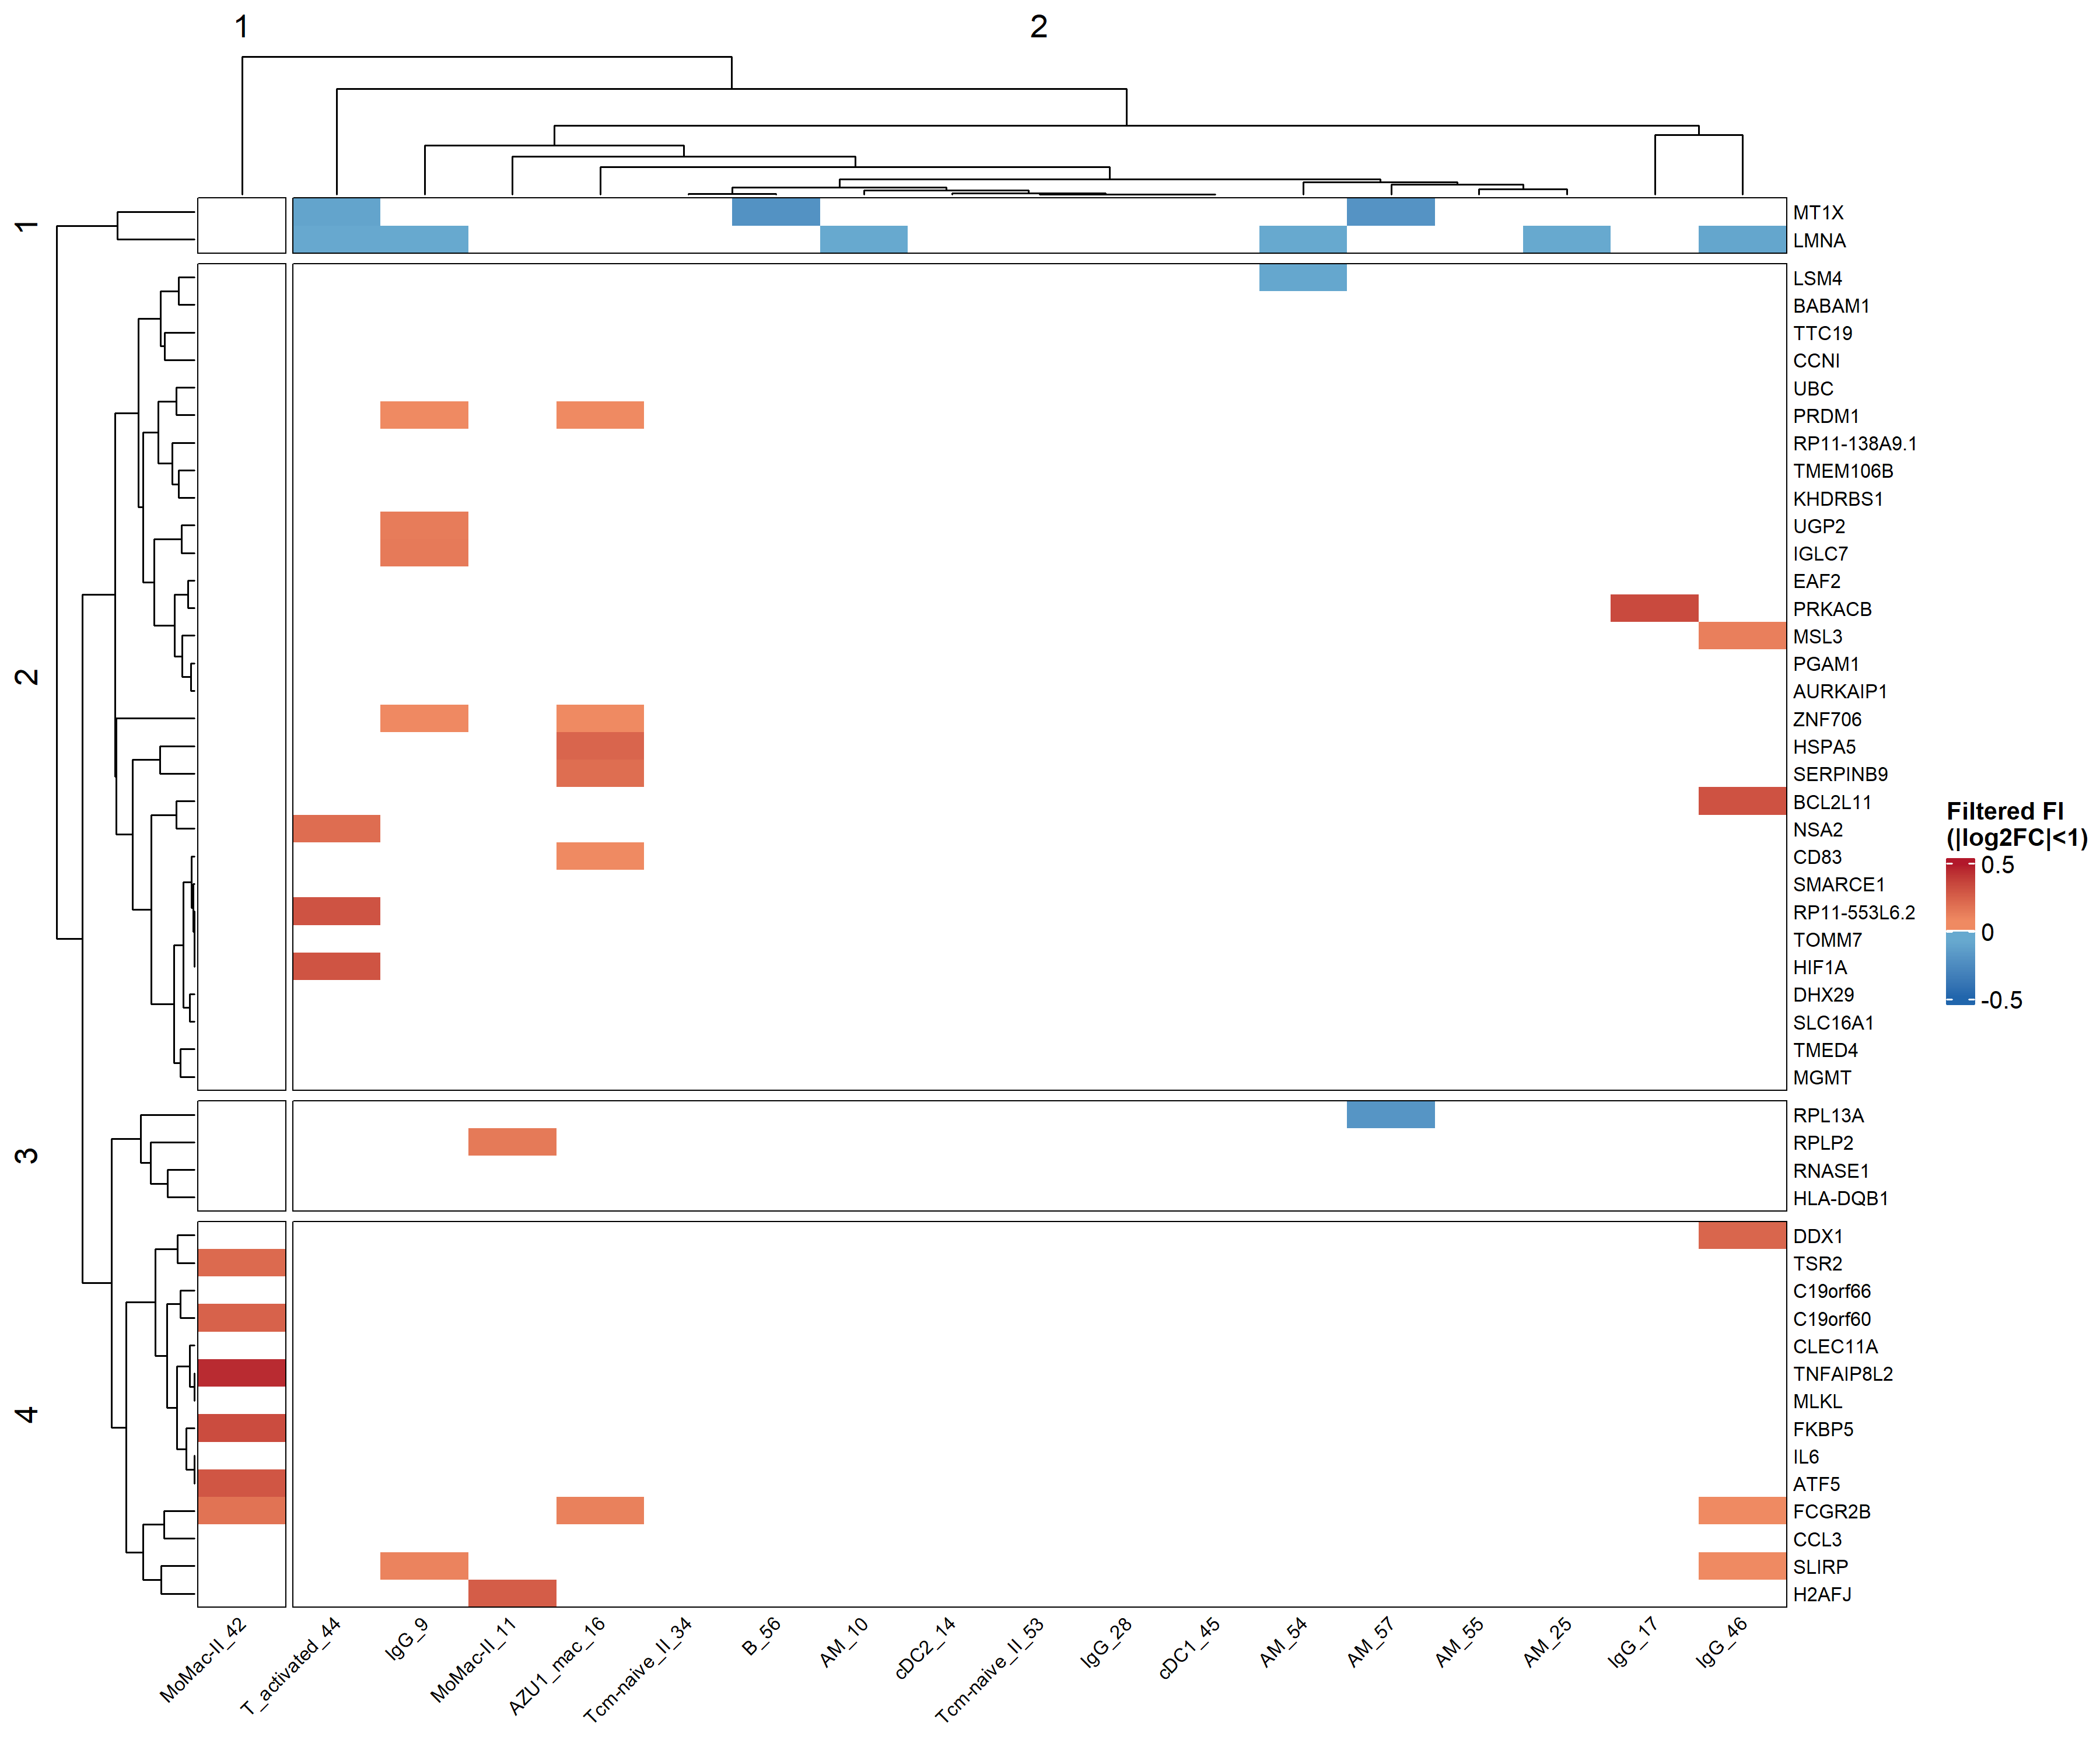 1
2
1
2
3
4
MT1X
LMNA
LSM4
BABAM1
TTC19
CCNI
UBC
PRDM1
RP11-138A9.1
TMEM106B
KHDRBS1
UGP2
IGLC7
EAF2
PRKACB
MSL3
PGAM1
AURKAIP1
ZNF706
HSPA5
SERPINB9
BCL2L11
NSA2
CD83
SMARCE1
RP11-553L6.2
TOMM7
HIF1A
DHX29
SLC16A1
TMED4
MGMT
RPL13A
RPLP2
RNASE1
HLA-DQB1
DDX1
TSR2
C19orf66
C19orf60
CLEC11A
TNFAIP8L2
MLKL
FKBP5
IL6
ATF5
FCGR2B
CCL3
SLIRP
H2AFJ
MoMac-II_42
T_activated_44
IgG_9
MoMac-II_11
AZU1_mac_16
Tcm-naive_II_34
B_56
AM_10
cDC2_14
Tcm-naive_II_53
IgG_28
cDC1_45
AM_54
AM_57
AM_55
AM_25
IgG_17
IgG_46
Filtered FI
(|log2FC|<1)
0.5
0
-0.5